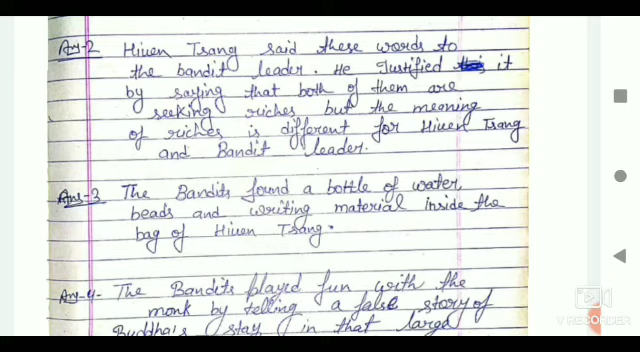 Ans-2 Hiuen Tsang said these words to
the bandit leader. He Justified it
by saying that both of them are
seeking riches but the meaning
of riches is different for Hiuen Tsang
and Bandit leader.
Ans-3 The Bandits found a bottle of water,
beads and writing material inside the
bag of Hiuen Tsang.
Ans-4- The Bandits played fun with the
monk by telling a false story of
Buddha's stay in that large
V RECORDER